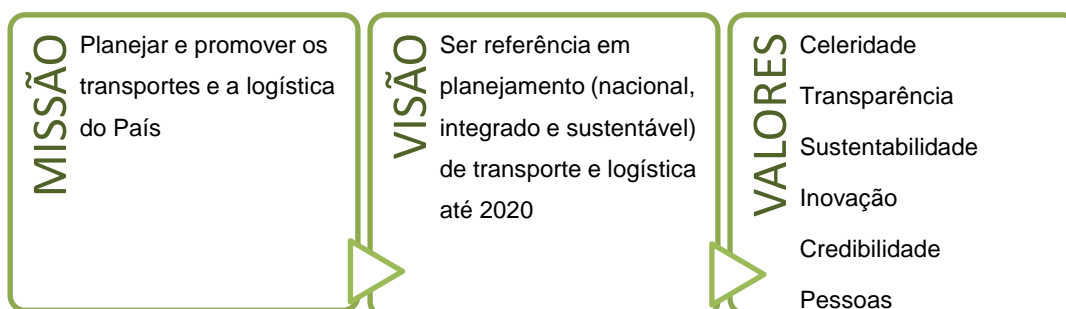 MISSÃO
Planejar e promover os
transportes e a logística
do País
VISÃO
Ser referência em
planejamento (nacional,
integrado e sustentável)
de transporte e logística
até 2020
VALORES
Celeridade
Transparência
Sustentabilidade
Inovação
Credibilidade
Pessoas